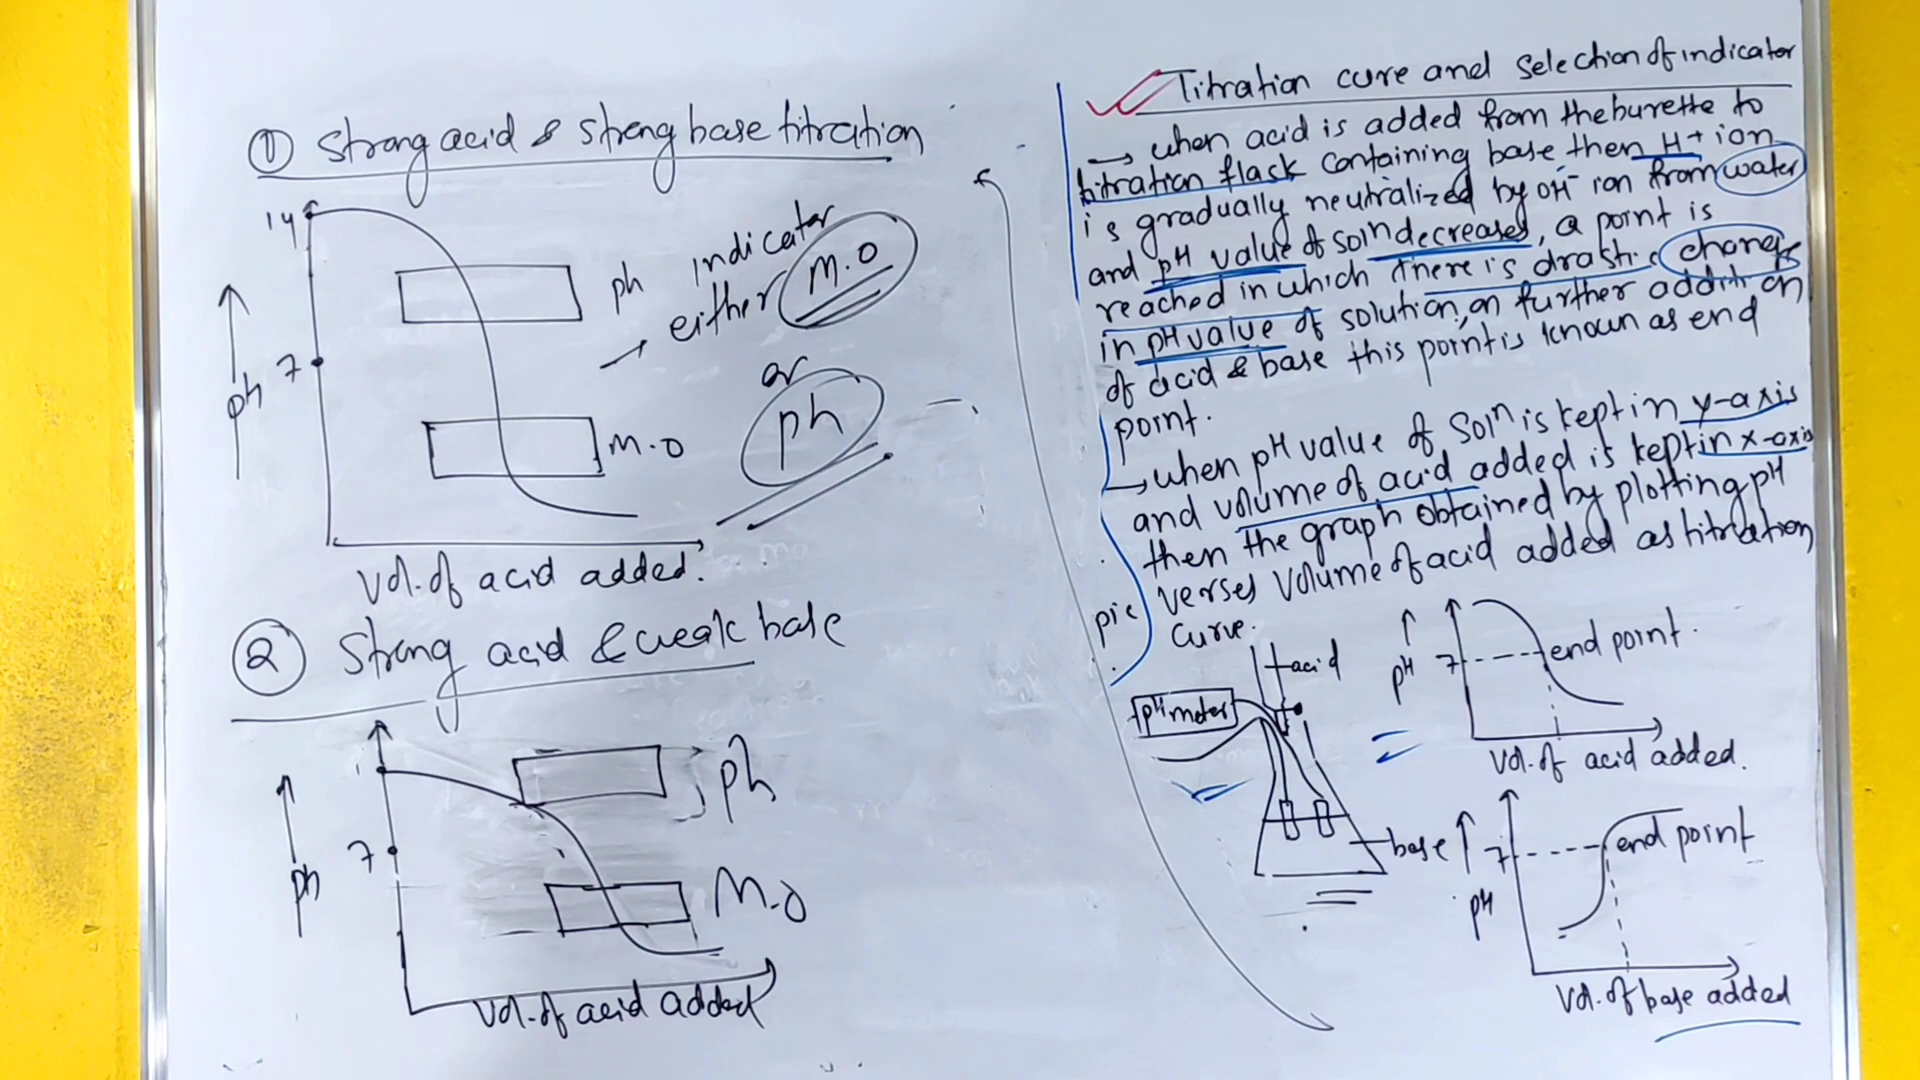 ① Strong acid & streng base titration
14
7
ph
ph
M.O
indicator
either M.O
or
ph
Vol. of acid added.
② Strong acid & weak base
7
ph
ph
M.O
Vol. of acid added
Titration cure and selection of indicator
→ when acid is added from the burette to
titration flack containing base then H+ ion
is gradually neutralized by OH- ion from water
and pH value of soln decreases, a point is
reached in which there is drastic change
in pH value of solution, on further addition
of acid & base this point is known as end
point.
→ when pH value of soln is kept in y-axis
and volume of acid added is kept in x-axis
then the graph obtained by plotting pH
verses volume of acid added as titration
curve.
pic
acid
pH meter
base
pH
7
end point.
Vol. of acid added.
pH
7
end point
Vol. of base added